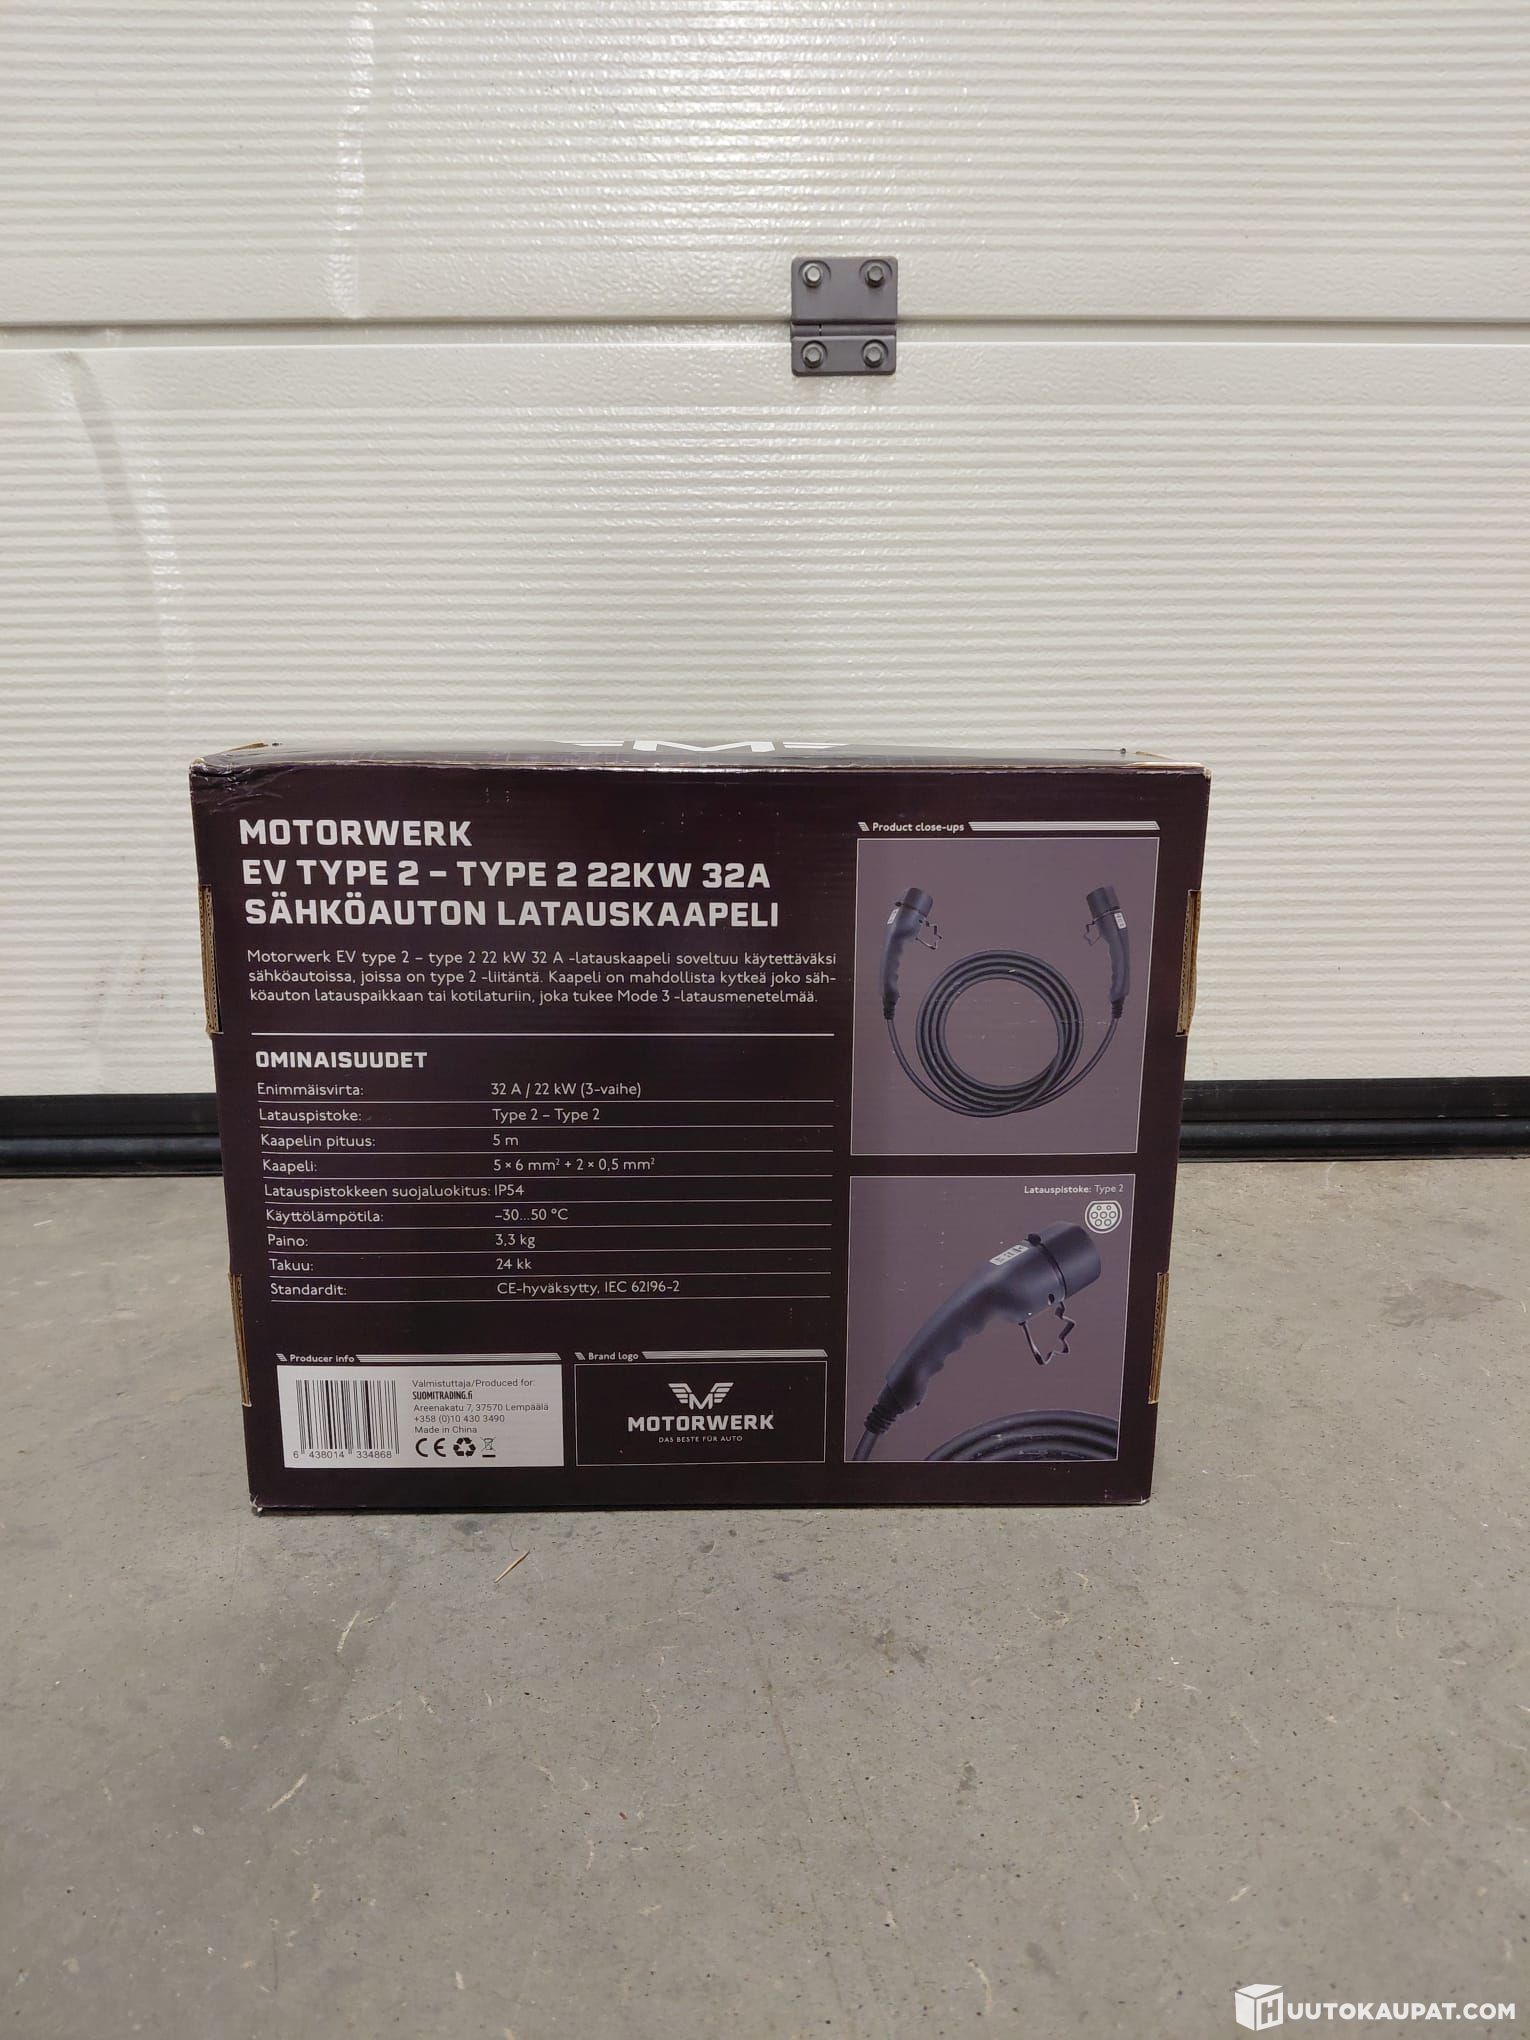 MOTORWERK
EV TYPE 2 – TYPE 2 22KW 32A
SÄHKÖAUTON LATAUSKAAPELI
Motorwerk EV type 2 – type 2 22 kW 32 A -latauskaapeli soveltuu käytettäväksi
sähköautoissa, joissa on type 2 -liitäntä. Kaapeli on mahdollista kytkeä joko säh-
köauton latauspaikkaan tai kotilaturiin, joka tukee Mode 3 -latausmenetelmää.
OMINAISUUDET
Enimmäisvirta: 32 A / 22 kW (3-vaihe)
Latauspistoke: Type 2 – Type 2
Kaapelin pituus: 5 m
Kaapeli: 5 × 6 mm² + 2 × 0,5 mm²
Latauspistokkeen suojaluokitus: IP54
Käyttölämpötila: –30...50 °C
Paino: 3,3 kg
Takuu: 24 kk
Standardit: CE-hyväksytty, IEC 62196-2
Product close-ups
Latauspistoke: Type 2
Producer info
Valmistuttaja/Produced for:
SUOMITRADING.fi
Areenakatu 7, 37570 Lempäälä
+358 (0)10 430 3490
Made in China
CE
6 438014 334868
Brand logo
MOTORWERK
DAS BESTE FÜR AUTO
HUUTOKAUPAT.COM